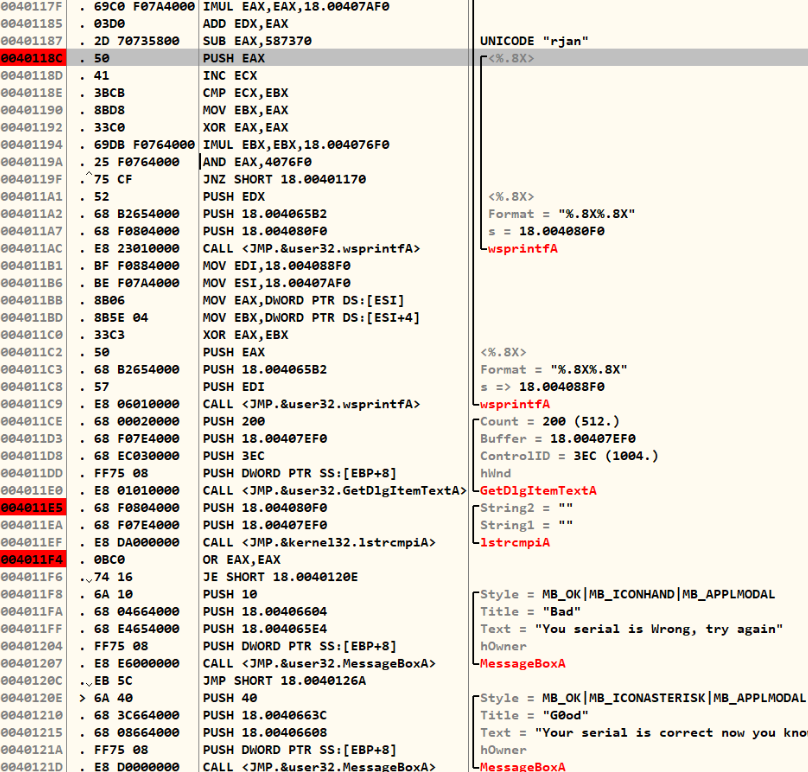 0040117F . 69C0 F07A4000 IMUL EAX,EAX,18.00407AF0
00401185 . 03D0 ADD EDX,EAX
00401187 . 2D 70735800 SUB EAX,587370 UNICODE "rjan"
0040118C . 50 PUSH EAX <%.8X>
0040118D . 41 INC ECX
0040118E . 3BCB CMP ECX,EBX
00401190 . 8BD8 MOV EBX,EAX
00401192 . 33C0 XOR EAX,EAX
00401194 . 69DB F0764000 IMUL EBX,EBX,18.004076F0
0040119A . 25 F0764000 AND EAX,4076F0
0040119F .^ 75 CF JNZ SHORT 18.00401170
004011A1 . 52 PUSH EDX <%.8X>
004011A2 . 68 B2654000 PUSH 18.004065B2 Format = "%.8X%.8X"
004011A7 . 68 F0804000 PUSH 18.004080F0 s = 18.004080F0
004011AC . E8 23010000 CALL <JMP.&user32.wsprintfA> wsprintfA
004011B1 . BF F0884000 MOV EDI,18.004088F0
004011B6 . BE F07A4000 MOV ESI,18.00407AF0
004011BB . 8B06 MOV EAX,DWORD PTR DS:[ESI]
004011BD . 8B5E 04 MOV EBX,DWORD PTR DS:[ESI+4]
004011C0 . 33C3 XOR EAX,EBX
004011C2 . 50 PUSH EAX <%.8X>
004011C3 . 68 B2654000 PUSH 18.004065B2 Format = "%.8X%.8X"
004011C8 . 57 PUSH EDI s => 18.004088F0
004011C9 . E8 06010000 CALL <JMP.&user32.wsprintfA> wsprintfA
004011CE . 68 00020000 PUSH 200 Count = 200 (512.)
004011D3 . 68 F07E4000 PUSH 18.00407EF0 Buffer = 18.00407EF0
004011D8 . 68 EC030000 PUSH 3EC ControlID = 3EC (1004.)
004011DD . FF75 08 PUSH DWORD PTR SS:[EBP+8] hWnd
004011E0 . E8 01010000 CALL <JMP.&user32.GetDlgItemTextA> GetDlgItemTextA
004011E5 . 68 F0804000 PUSH 18.004080F0 String2 = ""
004011EA . 68 F07E4000 PUSH 18.00407EF0 String1 = ""
004011EF . E8 DA000000 CALL <JMP.&kernel32.lstrcmpiA> lstrcmpiA
004011F4 . 0BC0 OR EAX,EAX
004011F6 .v 74 16 JE SHORT 18.0040120E
004011F8 . 6A 10 PUSH 10 Style = MB_OK|MB_ICONHAND|MB_APPLMODAL
004011FA . 68 04664000 PUSH 18.00406604 Title = "Bad"
004011FF . 68 E4654000 PUSH 18.004065E4 Text = "You serial is Wrong, try again"
00401204 . FF75 08 PUSH DWORD PTR SS:[EBP+8] hOwner
00401207 . E8 E6000000 CALL <JMP.&user32.MessageBoxA> MessageBoxA
0040120C .v EB 5C JMP SHORT 18.0040126A
0040120E > 6A 40 PUSH 40 Style = MB_OK|MB_ICONASTERISK|MB_APPLMODAL
00401210 . 68 3C664000 PUSH 18.0040663C Title = "G0od"
00401215 . 68 08664000 PUSH 18.00406608 Text = "Your serial is correct now you kno
0040121A . FF75 08 PUSH DWORD PTR SS:[EBP+8] hOwner
0040121D . E8 D0000000 CALL <JMP.&user32.MessageBoxA> MessageBoxA